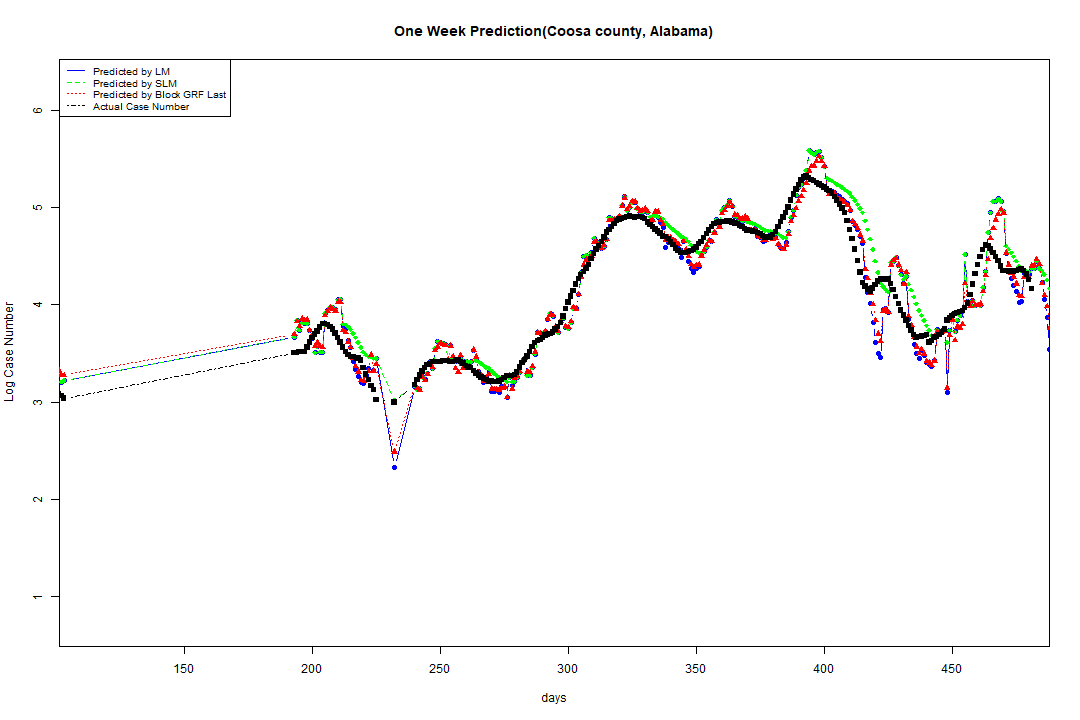 One Week Prediction(Coosa county, Alabama)
Predicted by LM
Predicted by SLM
Predicted by Block GRF Last
Actual Case Number
6
5
4
3
2
1
Log Case Number
150 200 250 300 350 400 450
days